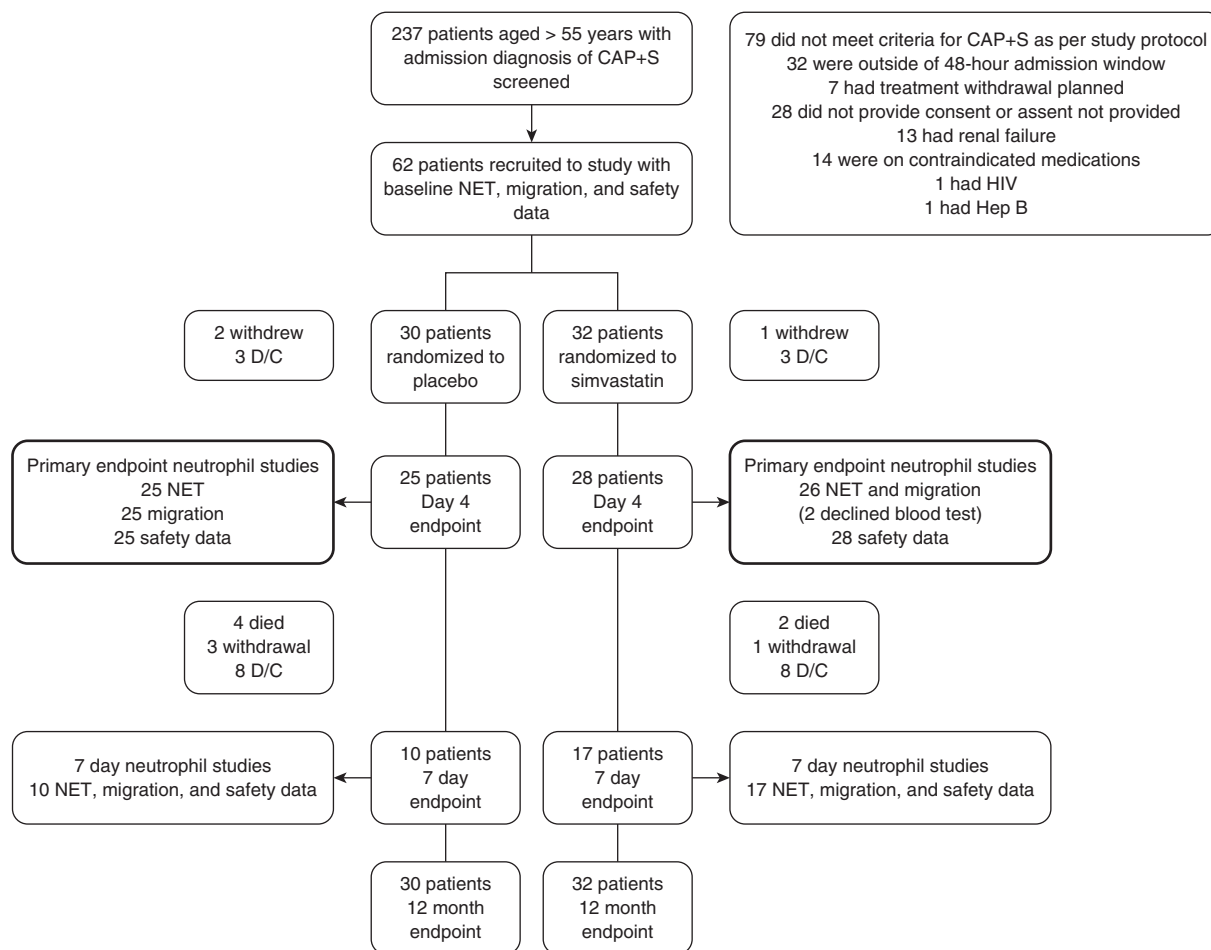 237 patients aged > 55 years with
admission diagnosis of CAP+S
screened
79 did not meet criteria for CAP+S as per study protocol
32 were outside of 48-hour admission window
7 had treatment withdrawal planned
28 did not provide consent or assent not provided
13 had renal failure
14 were on contraindicated medications
1 had HIV
1 had Hep B
62 patients recruited to study with
baseline NET, migration, and safety
data
2 withdrew
3 D/C
30 patients
randomized to
placebo
32 patients
randomized to
simvastatin
1 withdrew
3 D/C
Primary endpoint neutrophil studies
25 NET
25 migration
25 safety data
25 patients
Day 4
endpoint
28 patients
Day 4
endpoint
Primary endpoint neutrophil studies
26 NET and migration
(2 declined blood test)
28 safety data
4 died
3 withdrawal
8 D/C
2 died
1 withdrawal
8 D/C
7 day neutrophil studies
10 NET, migration, and safety data
10 patients
7 day
endpoint
17 patients
7 day
endpoint
7 day neutrophil studies
17 NET, migration, and safety data
30 patients
12 month
endpoint
32 patients
12 month
endpoint